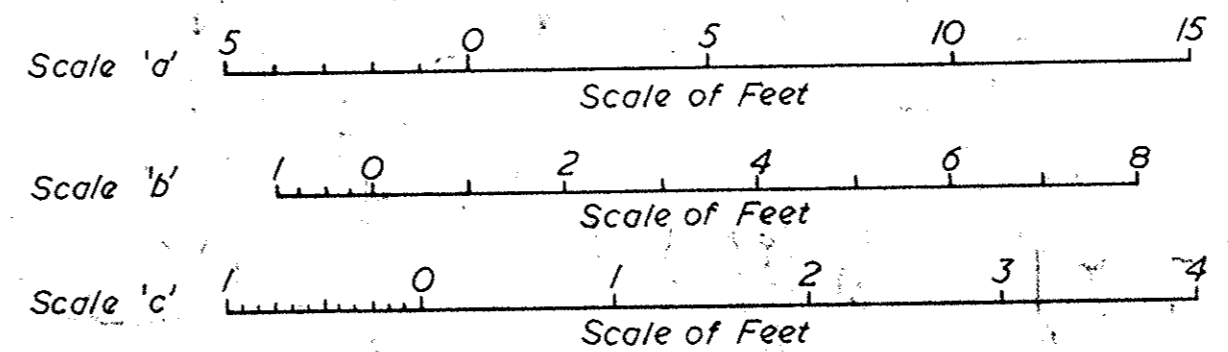 5 0 5 10 15
Scale 'a'
Scale of Feet
1 0 2 4 6 8
Scale 'b'
Scale of Feet
1 0 1 2 3 4
Scale 'c'
Scale of Feet